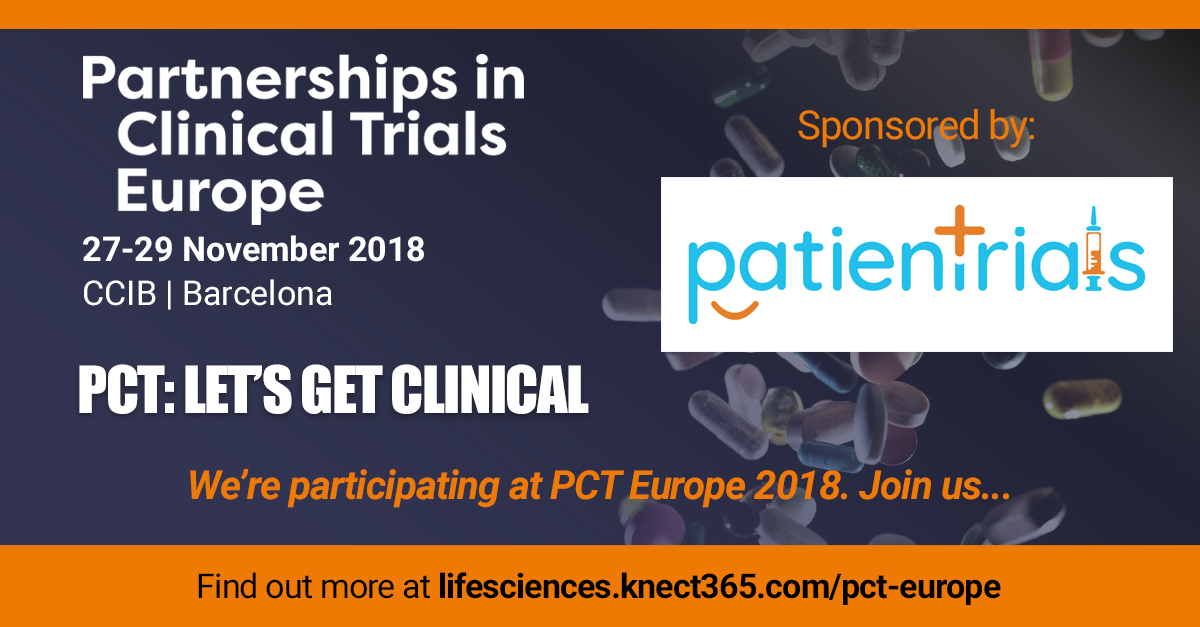 Partnerships in
Clinical Trials
Europe
27-29 November 2018
CCIB | Barcelona
PCT: LET'S GET CLINICAL
Sponsored by:
patientrials
We're participating at PCT Europe 2018. Join us...
Find out more at lifesciences.knect365.com/pct-europe